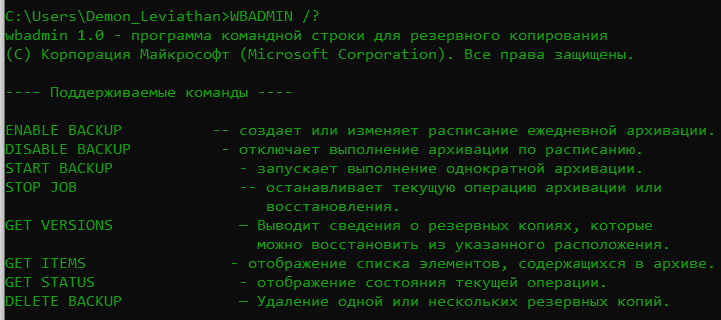 C:\Users\Demon_Leviathan>WBADMIN /?
wbadmin 1.0 - программа командной строки для резервного копирования
(C) Корпорация Майкрософт (Microsoft Corporation). Все права защищены.
---- Поддерживаемые команды ----
ENABLE BACKUP -- создает или изменяет расписание ежедневной архивации.
DISABLE BACKUP - отключает выполнение архивации по расписанию.
START BACKUP - запускает выполнение однократной архивации.
STOP JOB -- останавливает текущую операцию архивации или
восстановления.
GET VERSIONS — Выводит сведения о резервных копиях, которые
можно восстановить из указанного расположения.
GET ITEMS - отображение списка элементов, содержащихся в архиве.
GET STATUS - отображение состояния текущей операции.
DELETE BACKUP — Удаление одной или нескольких резервных копий.